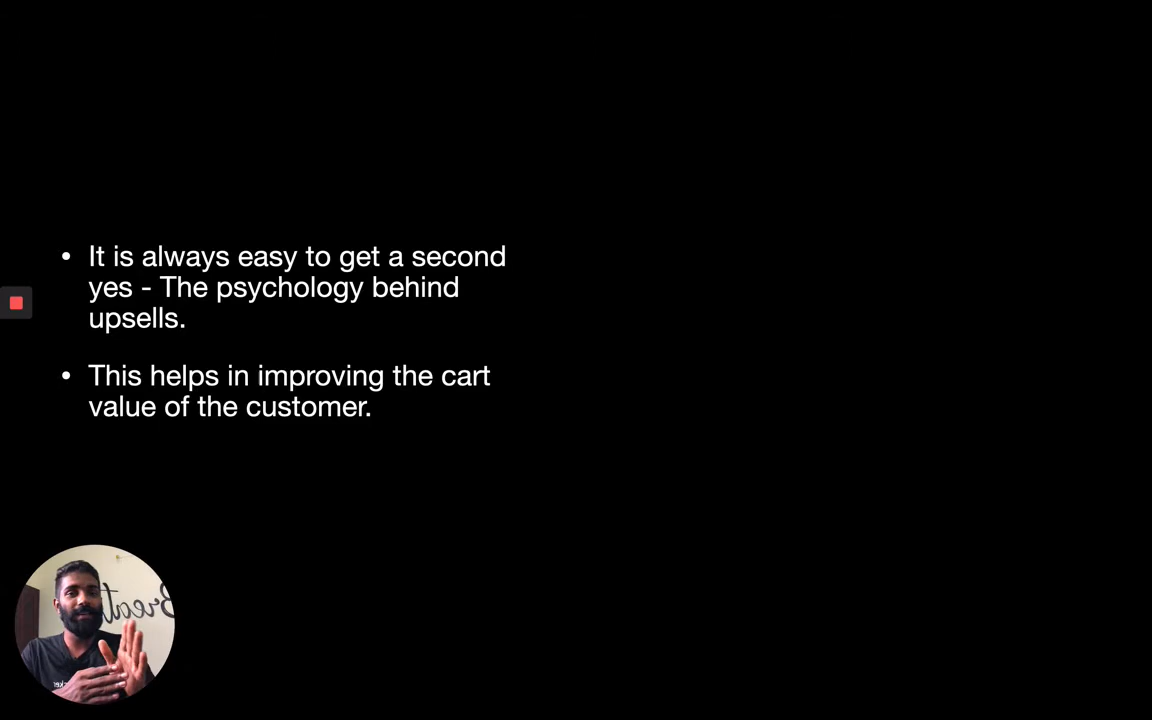 • It is always easy to get a second
yes - The psychology behind
upsells.
• This helps in improving the cart
value of the customer.